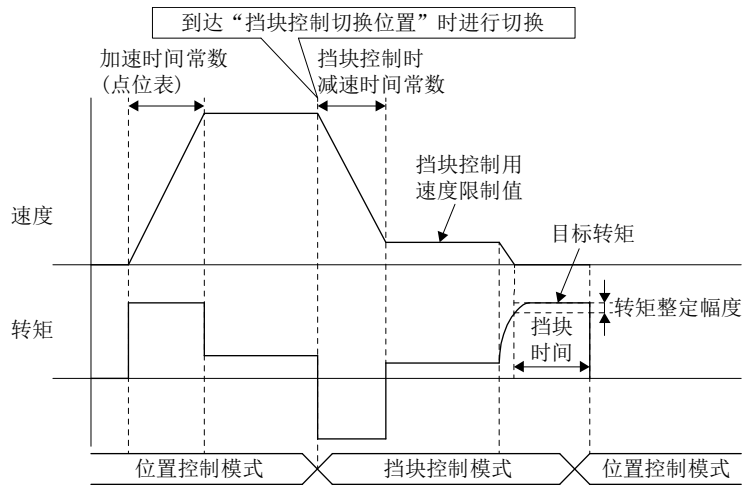 到达“挡块控制切换位置”时进行切换
加速时间常数
(点位表)
挡块控制时
减速时间常数
挡块控制用
速度限制值
速度
目标转矩
转矩
转矩整定幅度
挡块
时间
位置控制模式
挡块控制模式
位置控制模式